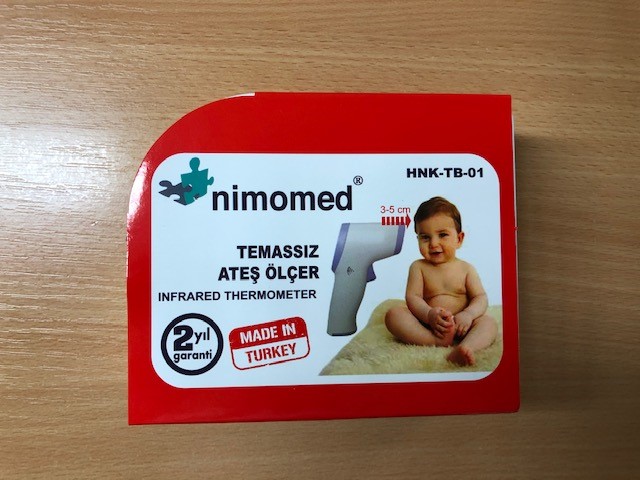 HNK-TB-01
nimomed®
3-5 cm
TEMASSIZ
ATEŞ ÖLÇER
INFRARED THERMOMETER
2 yıl
garanti
MADE IN
TURKEY